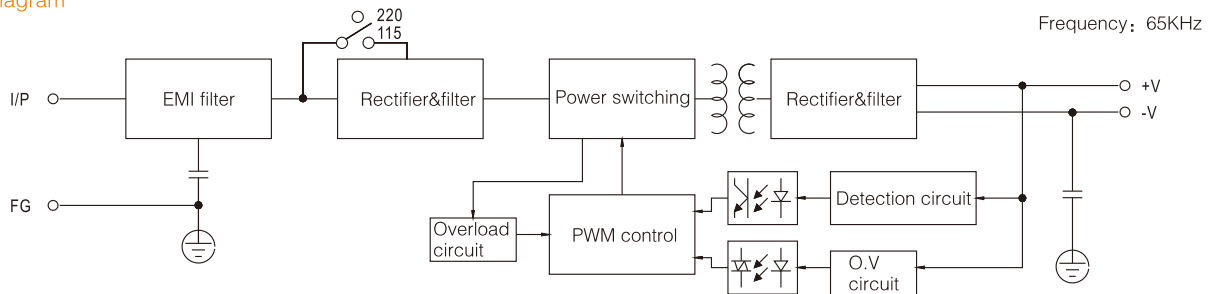 220
115
Frequency: 65KHz
I/P
EMI filter
Rectifier&filter
Power switching
Rectifier&filter
+V
-V
FG
Overload
circuit
PWM control
Detection circuit
O.V
circuit